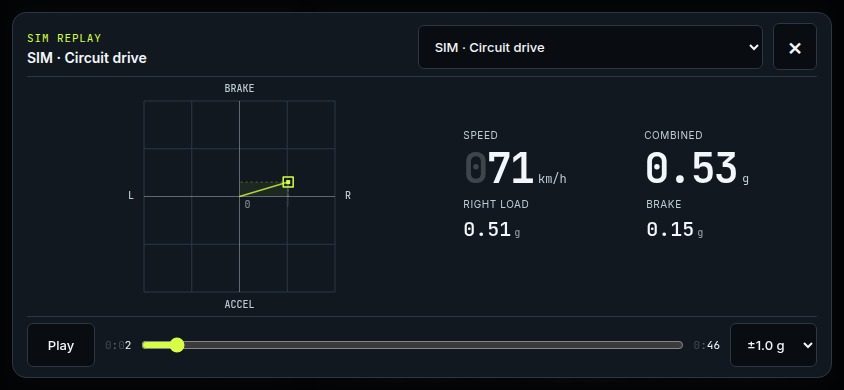 SIM REPLAY
SIM · Circuit drive
SIM · Circuit drive
×
BRAKE
L
R
0
ACCEL
SPEED
071 km/h
COMBINED
0.53 g
RIGHT LOAD
0.51 g
BRAKE
0.15 g
Play
0:02
0:46
±1.0 g